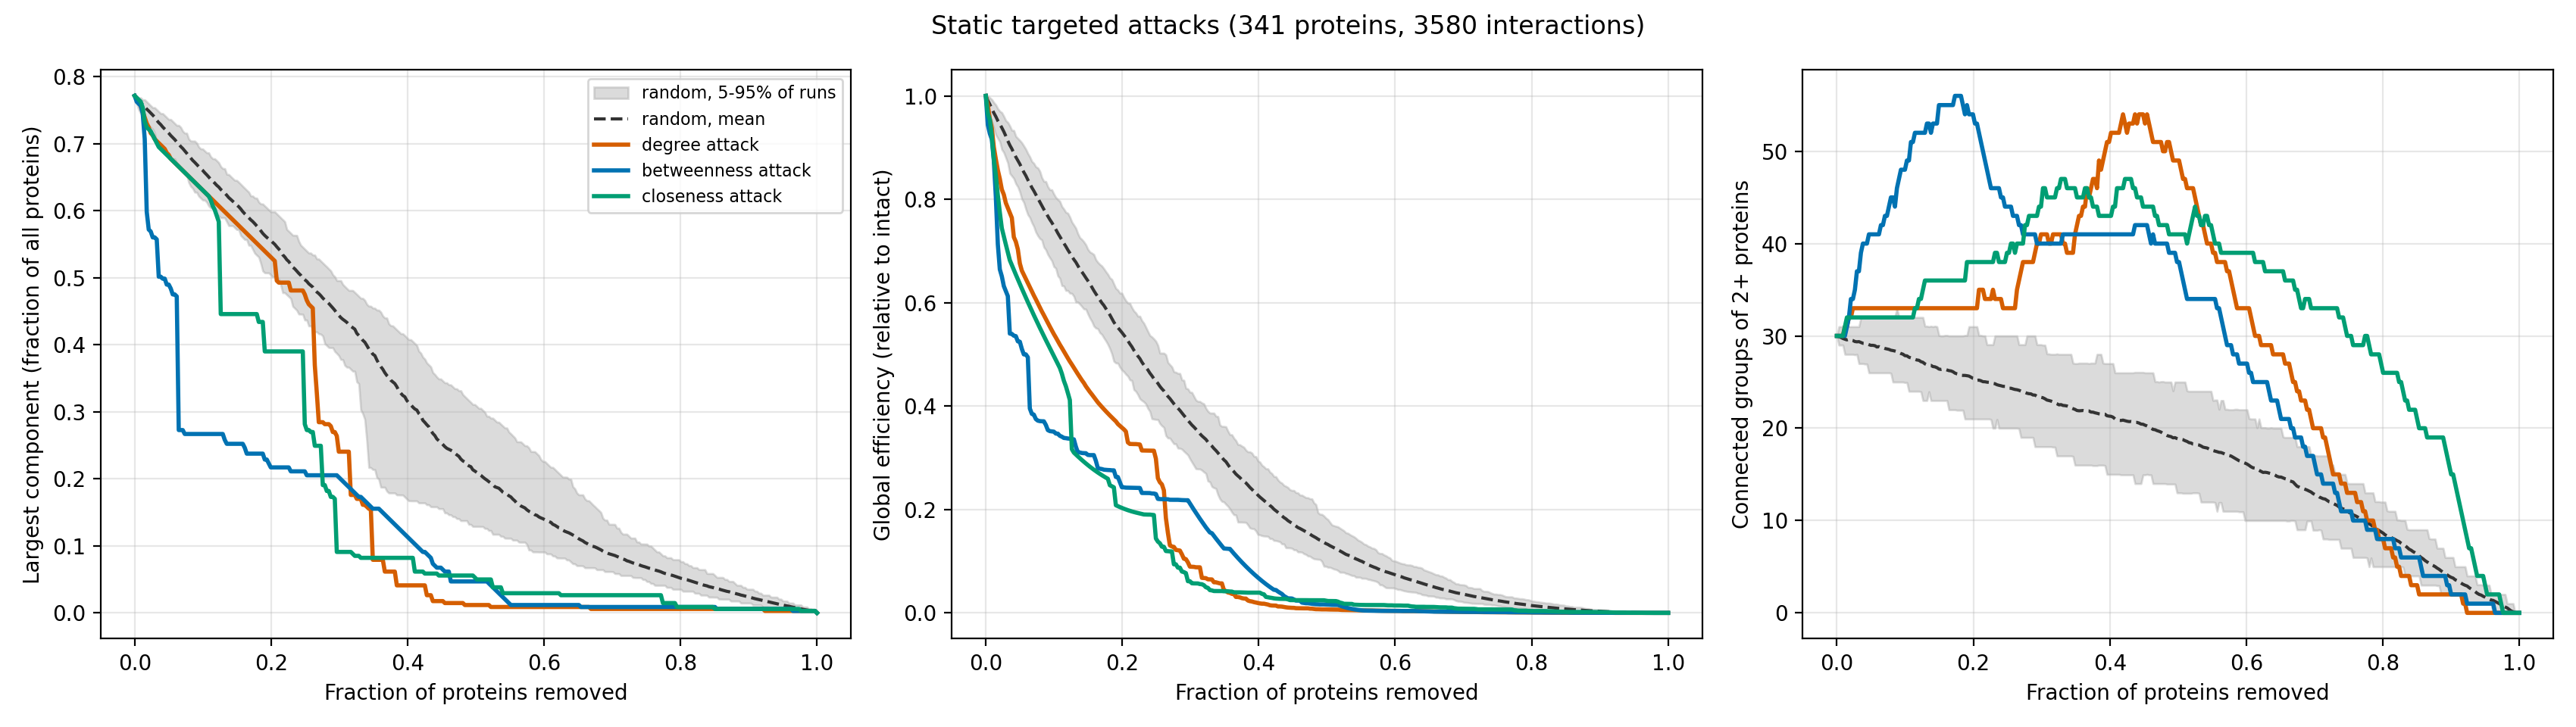 Static targeted attacks (341 proteins, 3580 interactions)
Largest component (fraction of all proteins)
0.8
0.7
0.6
0.5
0.4
0.3
0.2
0.1
0.0
random, 5-95% of runs
random, mean
degree attack
betweenness attack
closeness attack
0.0 0.2 0.4 0.6 0.8 1.0
Fraction of proteins removed
Global efficiency (relative to intact)
1.0
0.8
0.6
0.4
0.2
0.0
0.0 0.2 0.4 0.6 0.8 1.0
Fraction of proteins removed
Connected groups of 2+ proteins
50
40
30
20
10
0
0.0 0.2 0.4 0.6 0.8 1.0
Fraction of proteins removed